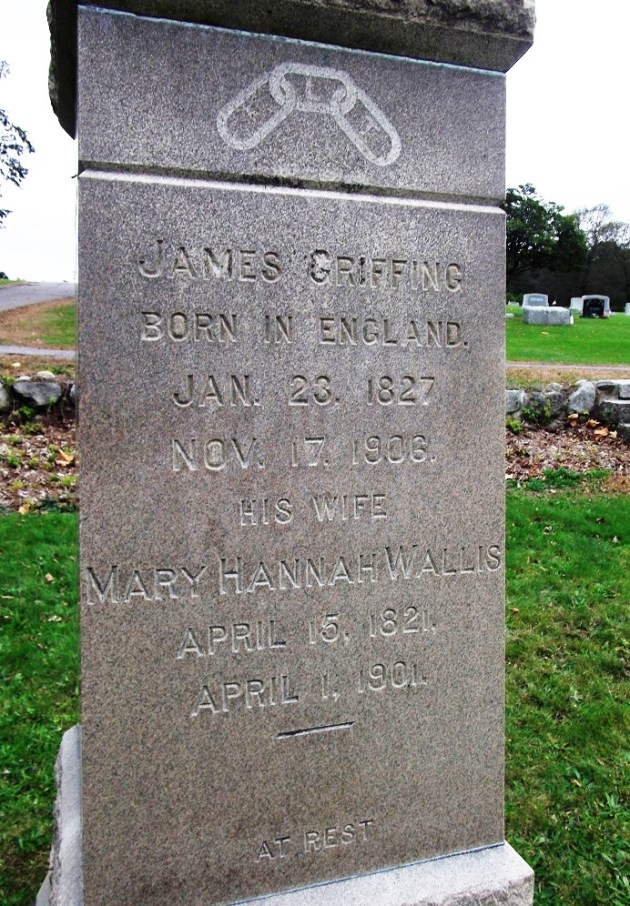 F L T
JAMES GRIFFING
BORN IN ENGLAND.
JAN. 23. 1827
NOV. 17. 1906.
HIS WIFE
MARY HANNAH WALLIS
APRIL 15, 1821.
APRIL 1, 1901.
AT REST